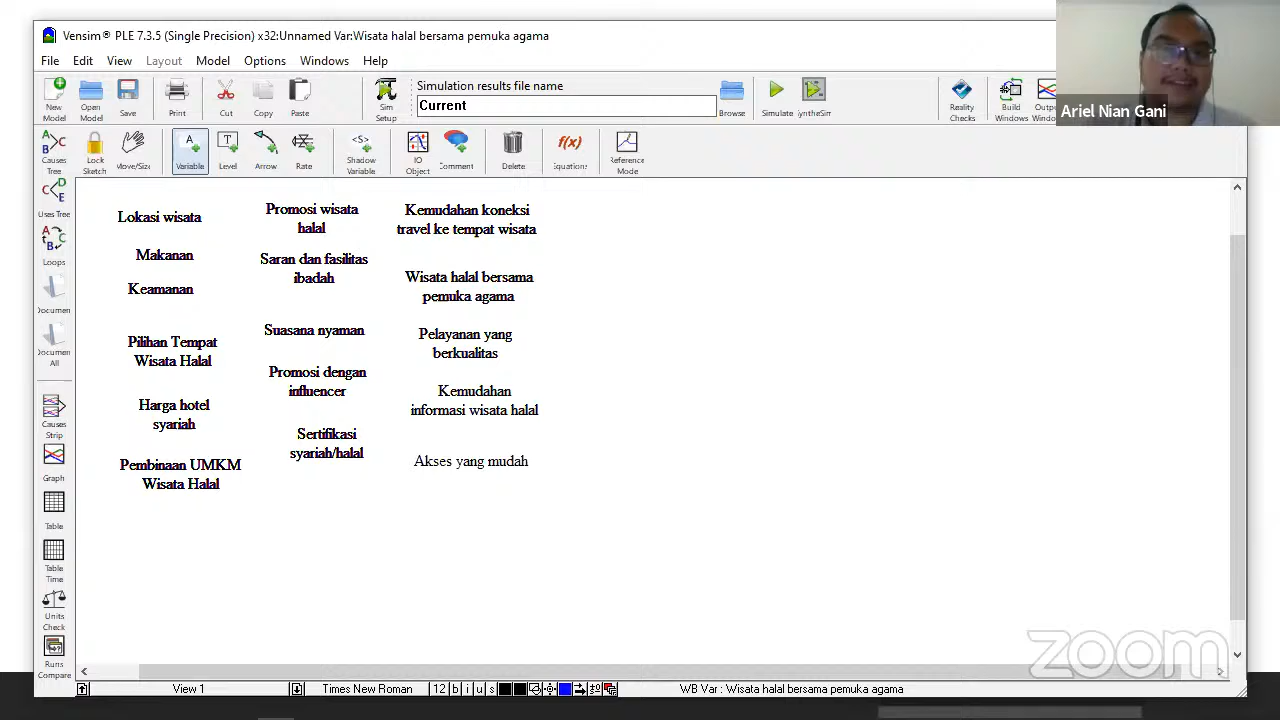 Vensim® PLE 7.3.5 (Single Precision) x32:Unnamed Var:Wisata halal bersama pemuka agama
File Edit View Layout Model Options Windows Help
New Model
Open Model
Save
Print
Cut
Copy
Paste
Sim Setup
Simulation results file name
Current
Browse
Simulate
SyntheSim
Reality Checks
Build Windows
Ariel Nian Gani
Causes Tree
Lock Sketch
Move/Size
Variable
Level
Arrow
Rate
Shadow Variable
IO Object
Comment
Delete
f(x)
Equations
Reference Mode
Uses Tree
Loops
Causes Strip
Graph
Table
Table Time
Units Check
Runs Compare
Lokasi wisata
Makanan
Keamanan
Pilihan Tempat
Wisata Halal
Harga hotel
syariah
Pembinaan UMKM
Wisata Halal
Promosi wisata
halal
Saran dan fasilitas
ibadah
Suasana nyaman
Promosi dengan
influencer
Sertifikasi
syariah/halal
Kemudahan koneksi
travel ke tempat wisata
Wisata halal bersama
pemuka agama
Pelayanan yang
berkualitas
Kemudahan
informasi wisata halal
Akses yang mudah
zoom
View 1
Times New Roman
12 b i u s
WB Var : Wisata halal bersama pemuka agama